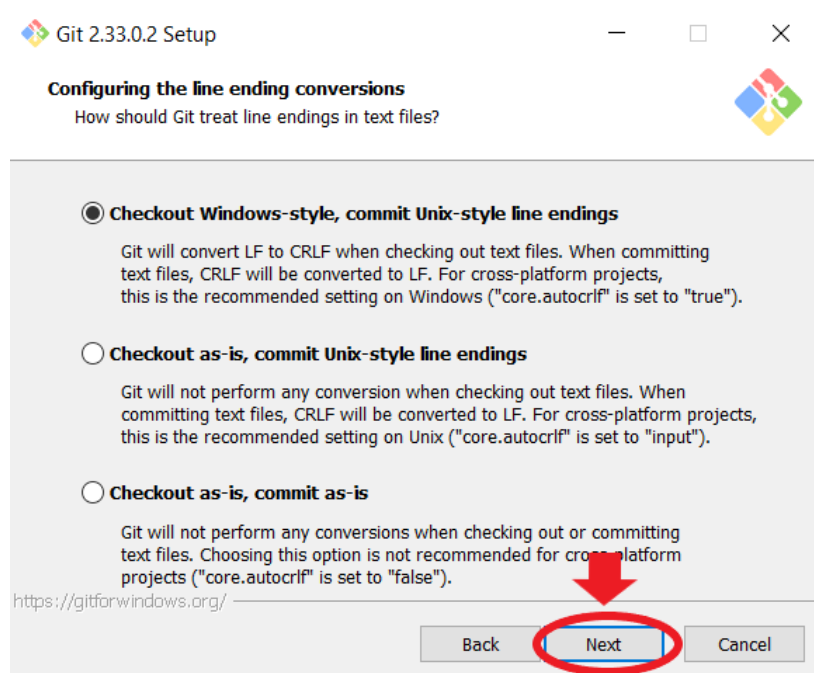 Git 2.33.0.2 Setup
Configuring the line ending conversions
How should Git treat line endings in text files?
Checkout Windows-style, commit Unix-style line endings
Git will convert LF to CRLF when checking out text files. When committing
text files, CRLF will be converted to LF. For cross-platform projects,
this is the recommended setting on Windows ("core.autocrlf" is set to "true").
Checkout as-is, commit Unix-style line endings
Git will not perform any conversion when checking out text files. When
committing text files, CRLF will be converted to LF. For cross-platform projects,
this is the recommended setting on Unix ("core.autocrlf" is set to "input").
Checkout as-is, commit as-is
Git will not perform any conversions when checking out or committing
text files. Choosing this option is not recommended for cross-platform
projects ("core.autocrlf" is set to "false").
https://gitforwindows.org/
Back Next Cancel